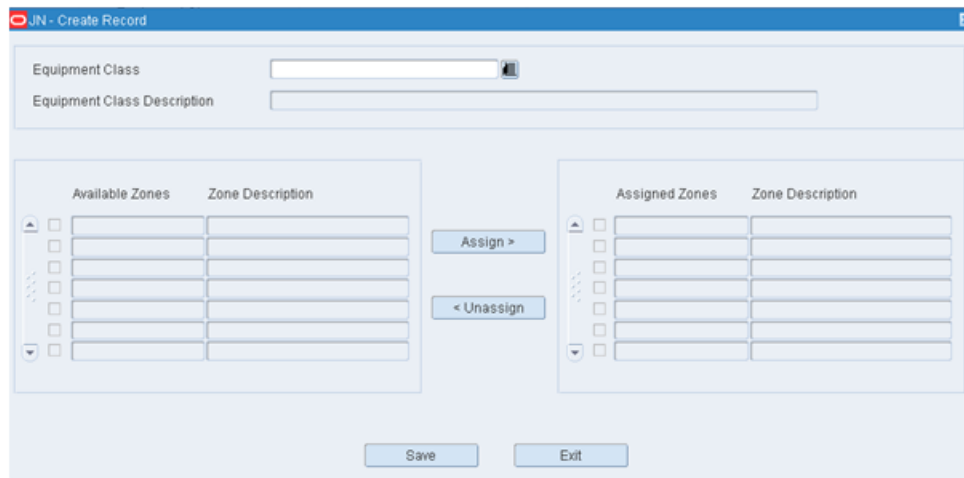 JN - Create Record
Equipment Class
Equipment Class Description
Available Zones Zone Description
Assigned Zones Zone Description
Assign >
< Unassign
Save Exit